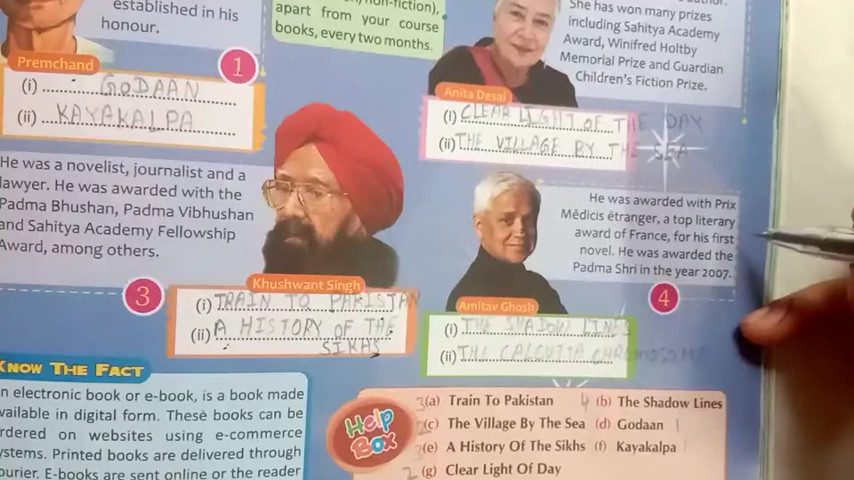 established in his
honour.
Premchand
1
(i) GODAAN
(ii) KAYAKALPA
apart from your course
books, every two months.
She has won many prizes
including Sahitya Academy
Award, Winifred Holtby
Memorial Prize and Guardian
Children's Fiction Prize.
Anita Desai
(i) CLEAR LIGHT OF THE DAY
(ii) THE VILLAGE BY THE SEA
He was a novelist, journalist and a
lawyer. He was awarded with the
Padma Bhushan, Padma Vibhushan
and Sahitya Academy Fellowship
Award, among others.
3
Khushwant Singh
(i) TRAIN TO PAKISTAN
(ii) A HISTORY OF THE
SIKHS
He was awarded with Prix
Médicis étranger, a top literary
award of France, for his first
novel. He was awarded the
Padma Shri in the year 2007.
4
Amitav Ghosh
(i) THE SHADOW LINES
(ii) THE CALCUTTA CHROMOSOME
KNOW THE FACT
n electronic book or e-book, is a book made
vailable in digital form. These books can be
rdered on websites using e-commerce
ystems. Printed books are delivered through
ourier. E-books are sent online or the reader
Help
Box
3 (a) Train To Pakistan 4 (b) The Shadow Lines
(c) The Village By The Sea (d) Godaan 1
(e) A History Of The Sikhs (f) Kayakalpa 1
2 (g) Clear Light Of Day